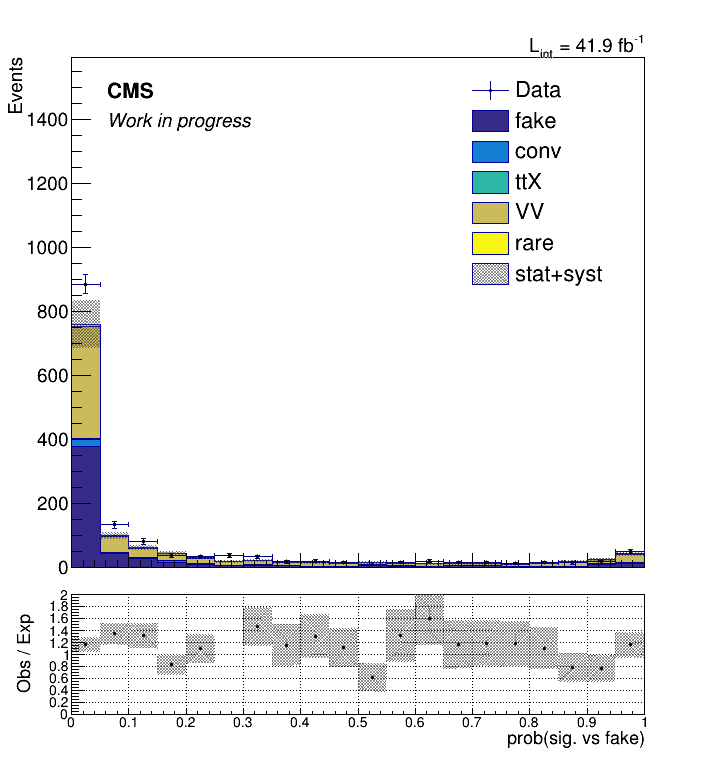 L_int = 41.9 fb^-1
Events
CMS
Work in progress
Data
fake
conv
ttX
VV
rare
stat+syst
1400
1200
1000
800
600
400
200
0
Obs / Exp
2
1.8
1.6
1.4
1.2
1
0.8
0.6
0.4
0.2
0
0 0.1 0.2 0.3 0.4 0.5 0.6 0.7 0.8 0.9 1
prob(sig. vs fake)